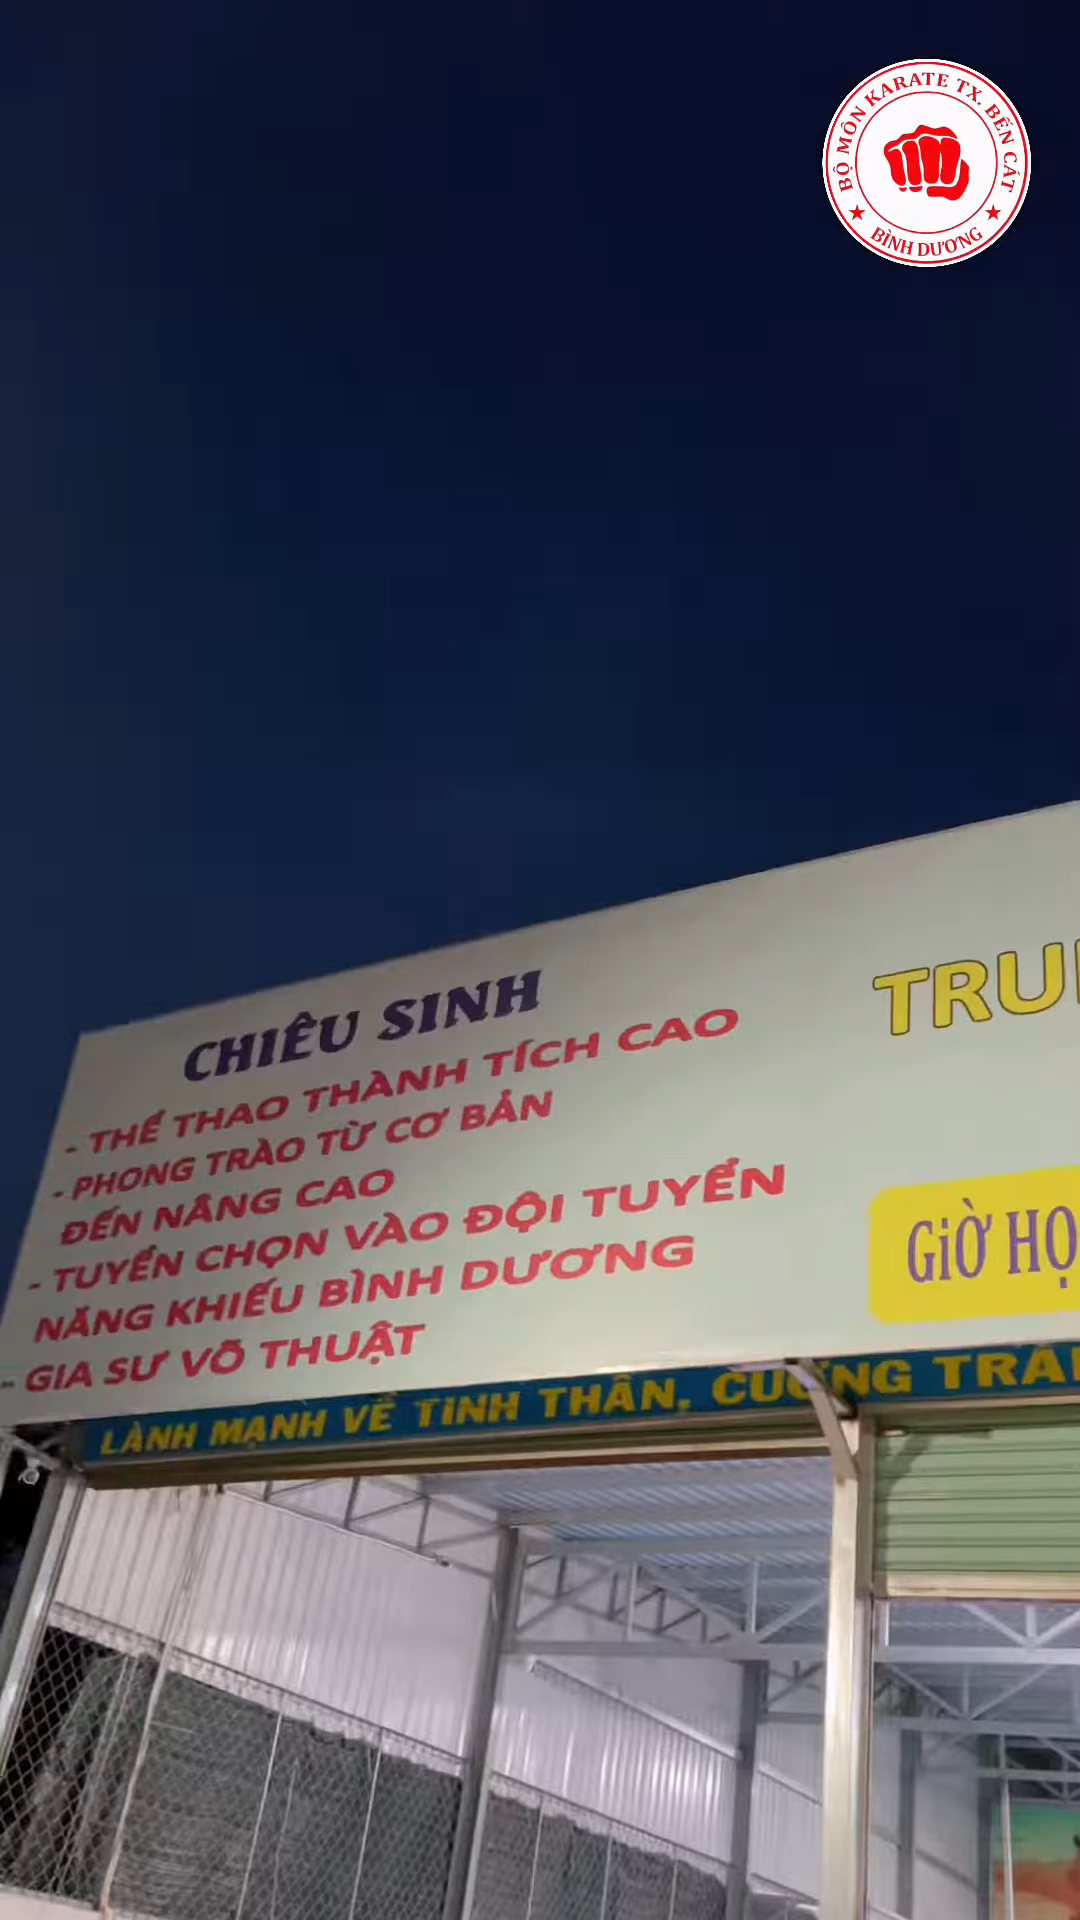 BỘ MÔN KARATE TX. BẾN CÁT
BÌNH DƯƠNG
CHIÊU SINH
- THỂ THAO THÀNH TÍCH CAO
- PHONG TRÀO TỪ CƠ BẢN
ĐẾN NÂNG CAO
- TUYỂN CHỌN VÀO ĐỘI TUYỂN
NĂNG KHIẾU BÌNH DƯƠNG
- GIA SƯ VÕ THUẬT
TRU
GiỜ HỌ
LÀNH MẠNH VỀ TINH THẦN, CƯỜNG TRÁ